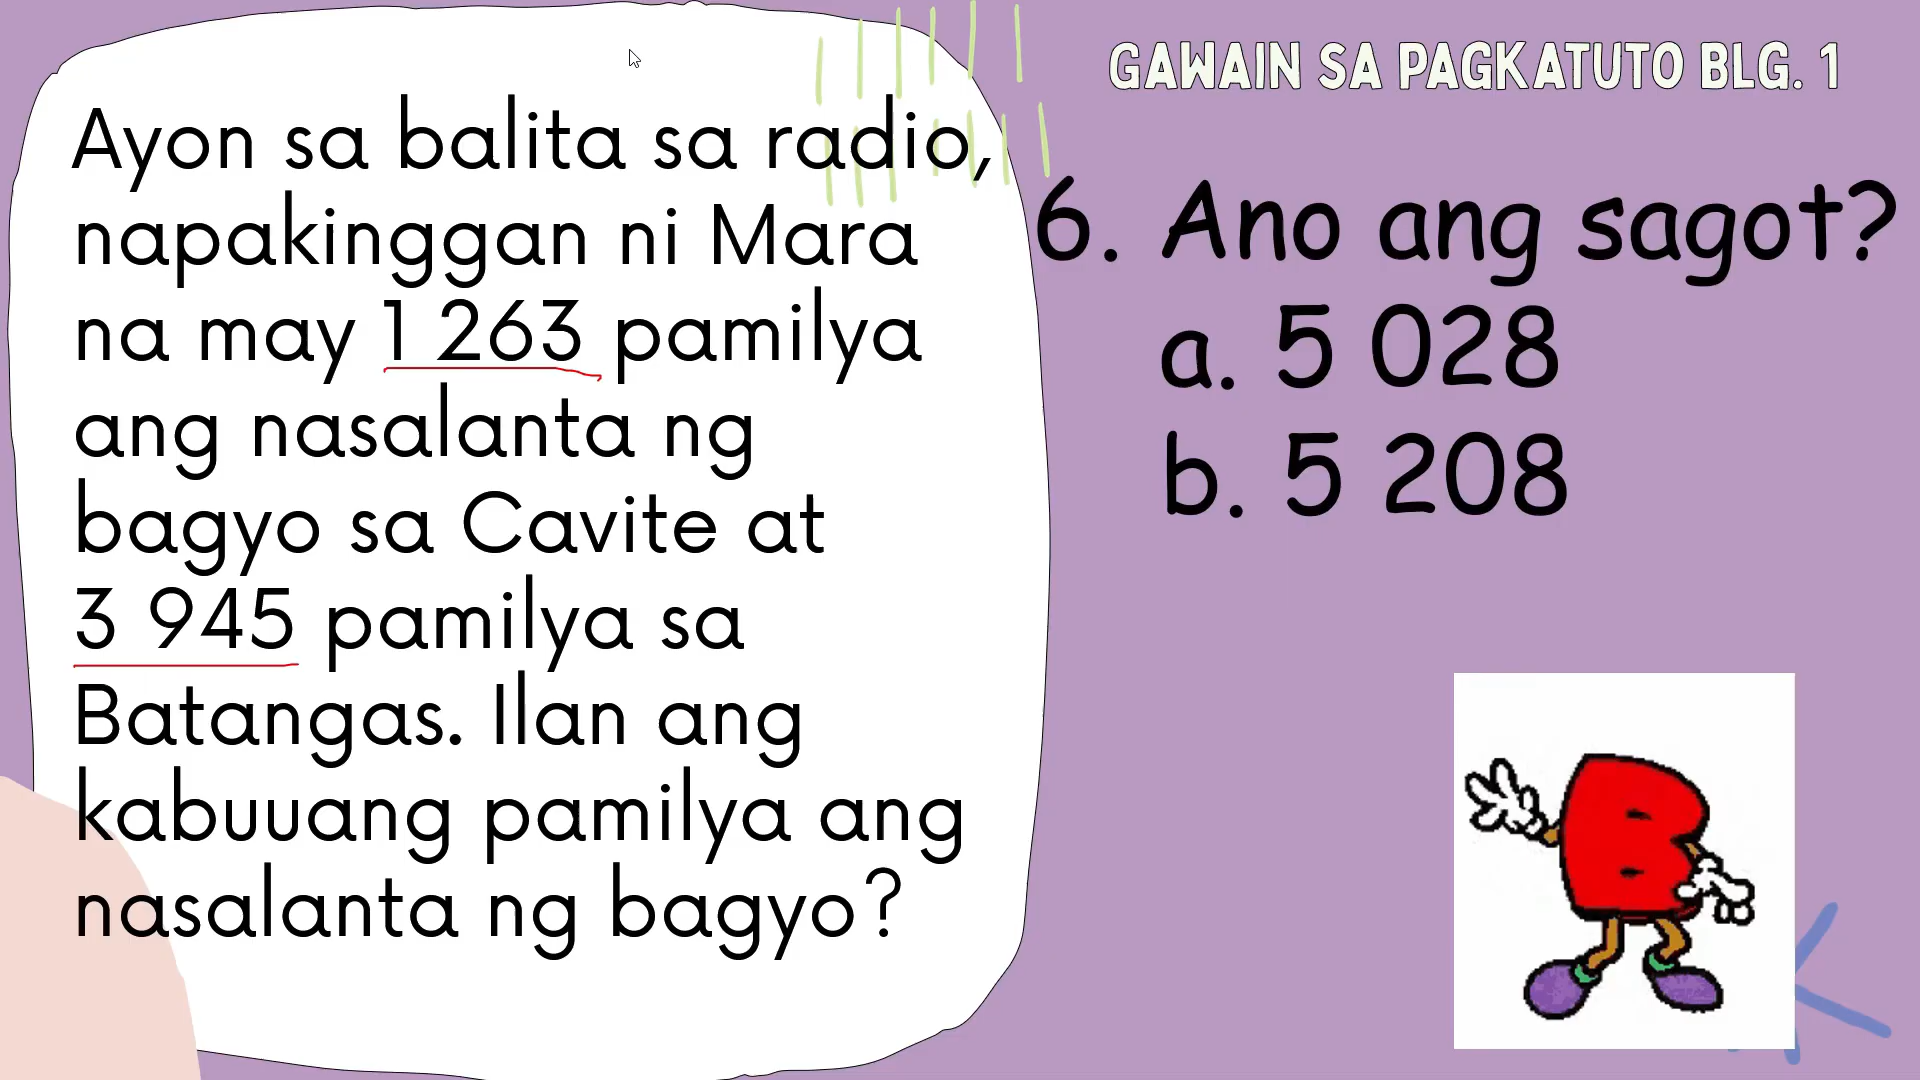 Ayon sa balita sa radio,
napakinggan ni Mara
na may 1 263 pamilya
ang nasalanta ng
bagyo sa Cavite at
3 945 pamilya sa
Batangas. Ilan ang
kabuuang pamilya ang
nasalanta ng bagyo?
GAWAIN SA PAGKATUTO BLG. 1
6. Ano ang sagot?
a. 5 028
b. 5 208
B